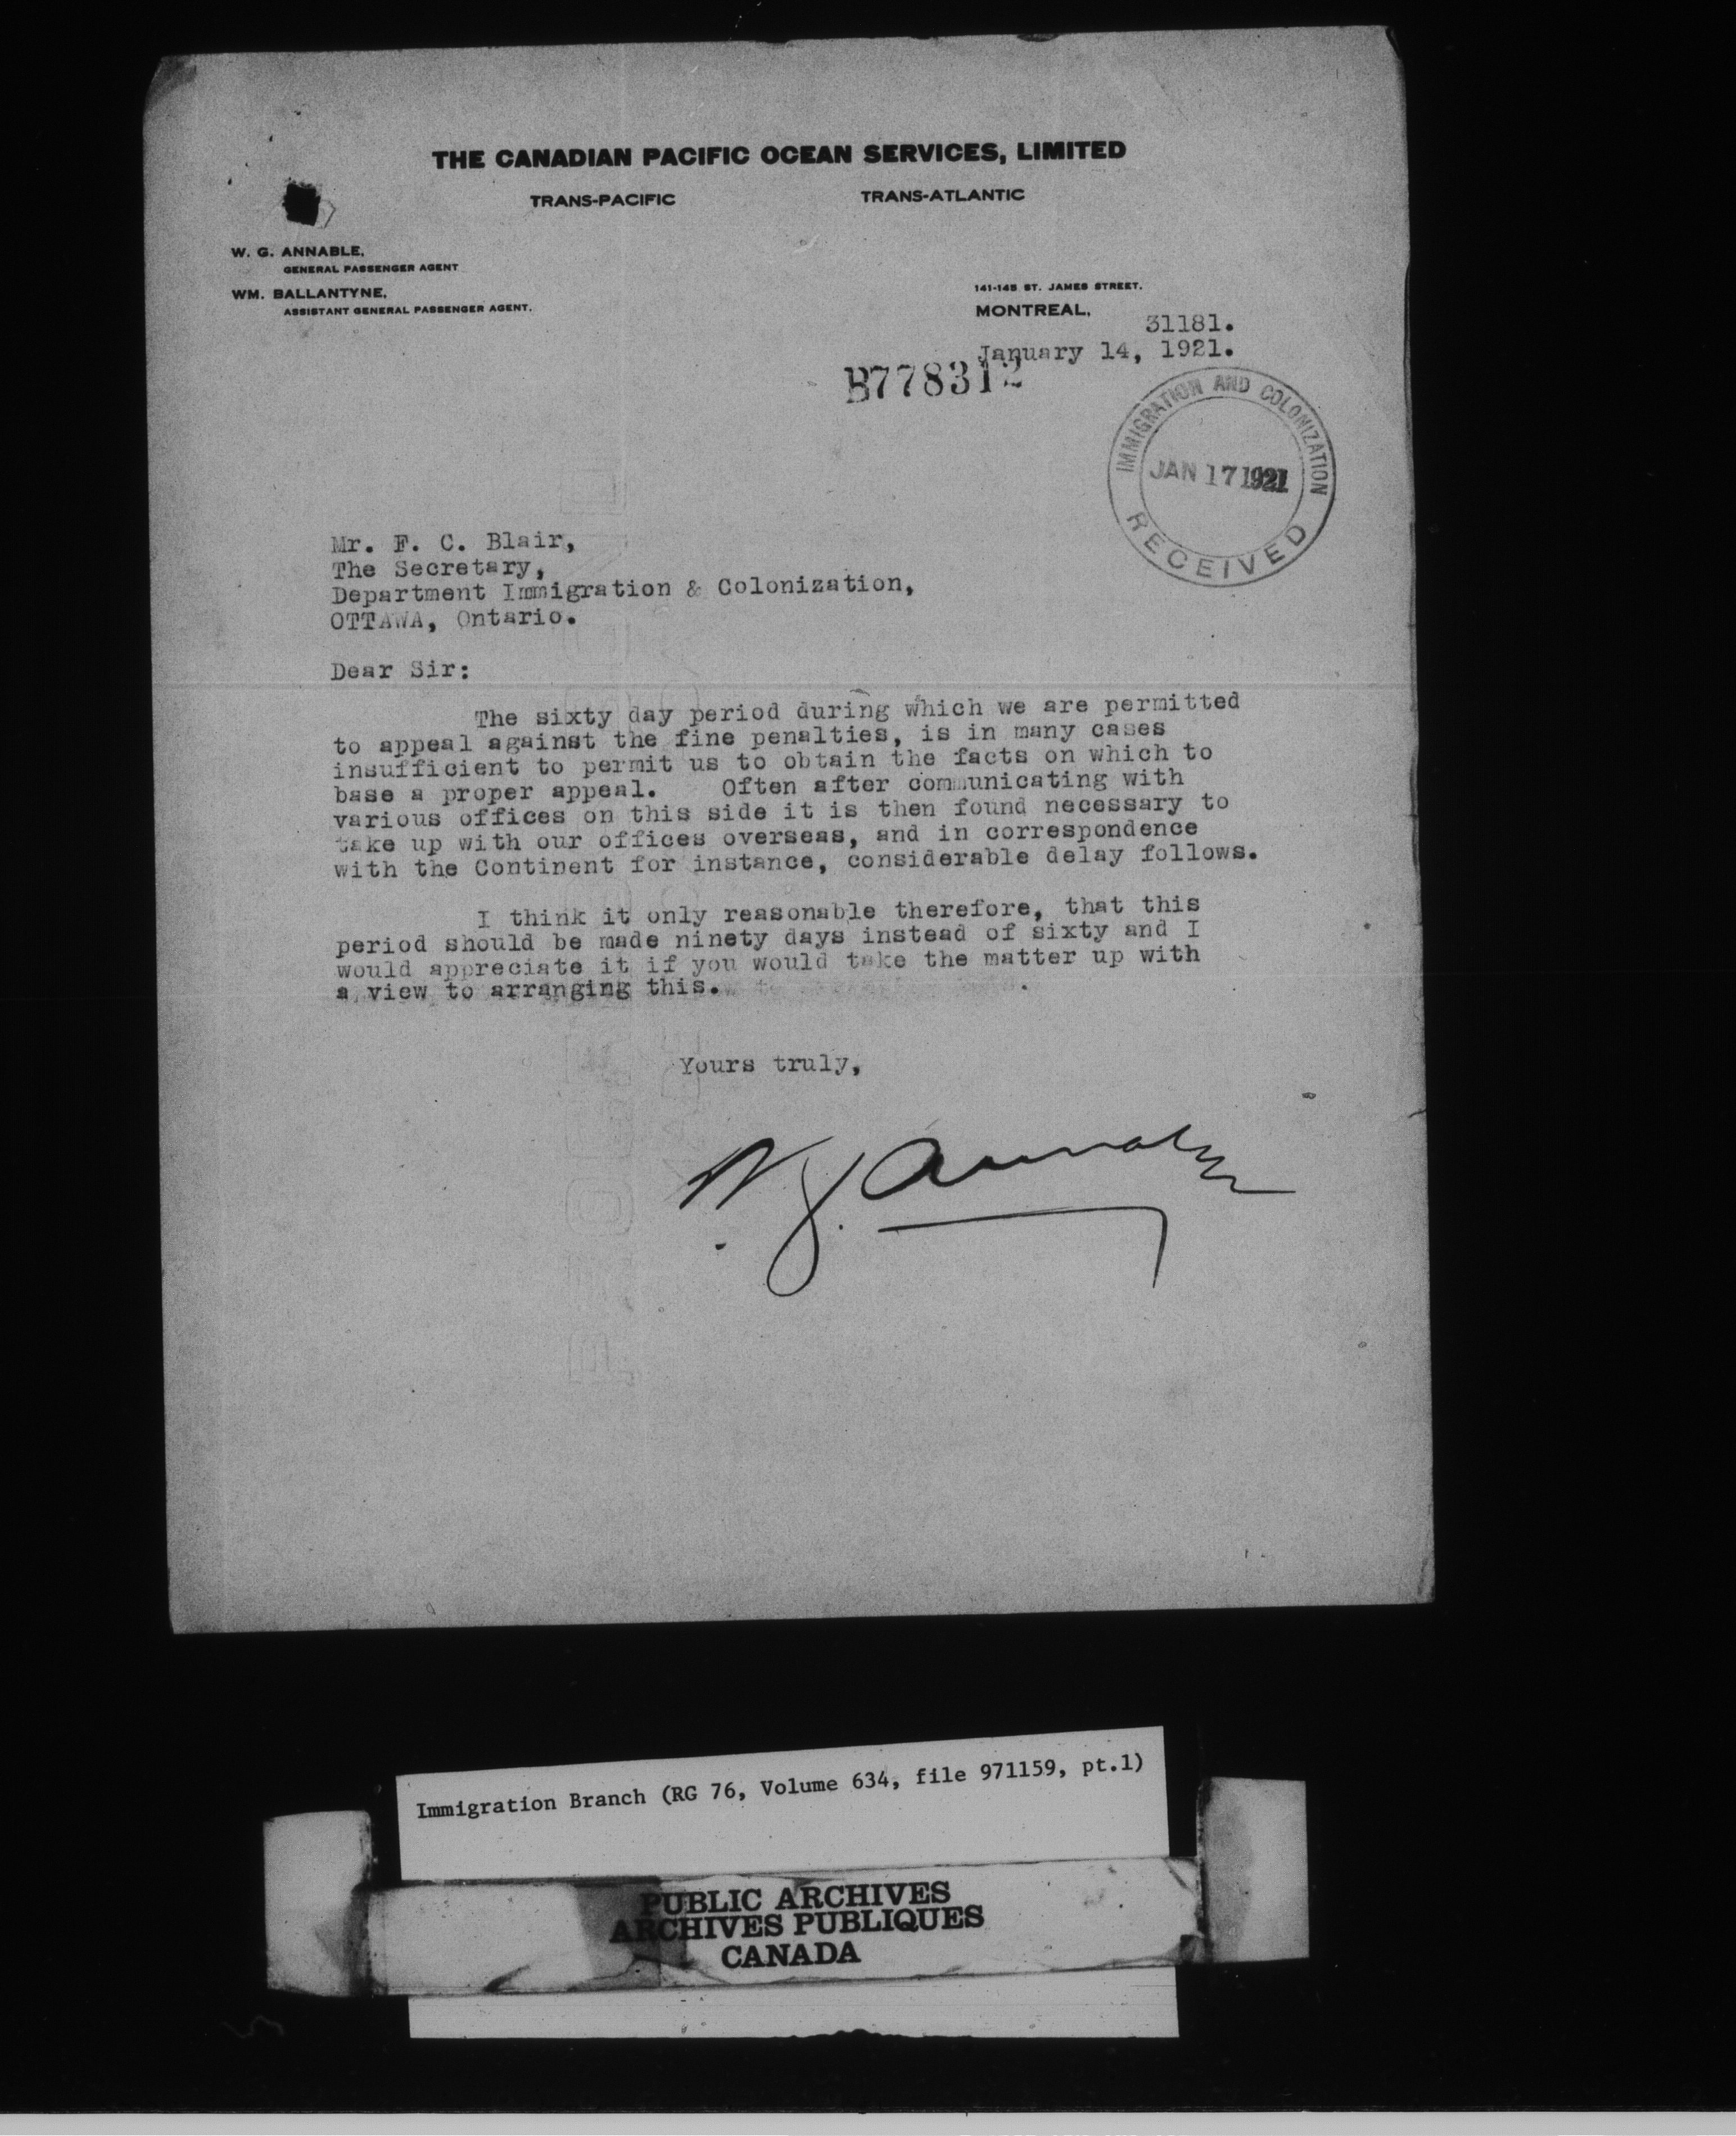 THE CANADIAN PACIFIC OCEAN SERVICES, LIMITED
TRANS-PACIFIC TRANS-ATLANTIC
W. G. ANNABLE,
GENERAL PASSENGER AGENT
WM. BALLANTYNE,
ASSISTANT GENERAL PASSENGER AGENT.
141-145 ST. JAMES STREET,
MONTREAL,
31181.
January 14, 1921.
B778312
IMMIGRATION AND COLONIZATION
JAN 17 1921
RECEIVED
Mr. F. C. Blair,
The Secretary,
Department Immigration & Colonization,
OTTAWA, Ontario.
Dear Sir:
The sixty day period during which we are permitted
to appeal against the fine penalties, is in many cases
insufficient to permit us to obtain the facts on which to
base a proper appeal. Often after communicating with
various offices on this side it is then found necessary to
take up with our offices overseas, and in correspondence
with the Continent for instance, considerable delay follows.
I think it only reasonable therefore, that this
period should be made ninety days instead of sixty and I
would appreciate it if you would take the matter up with
a view to arranging this.
Yours truly,
W. G. Annable
Immigration Branch (RG 76, Volume 634, file 971159, pt.1)
PUBLIC ARCHIVES
ARCHIVES PUBLIQUES
CANADA